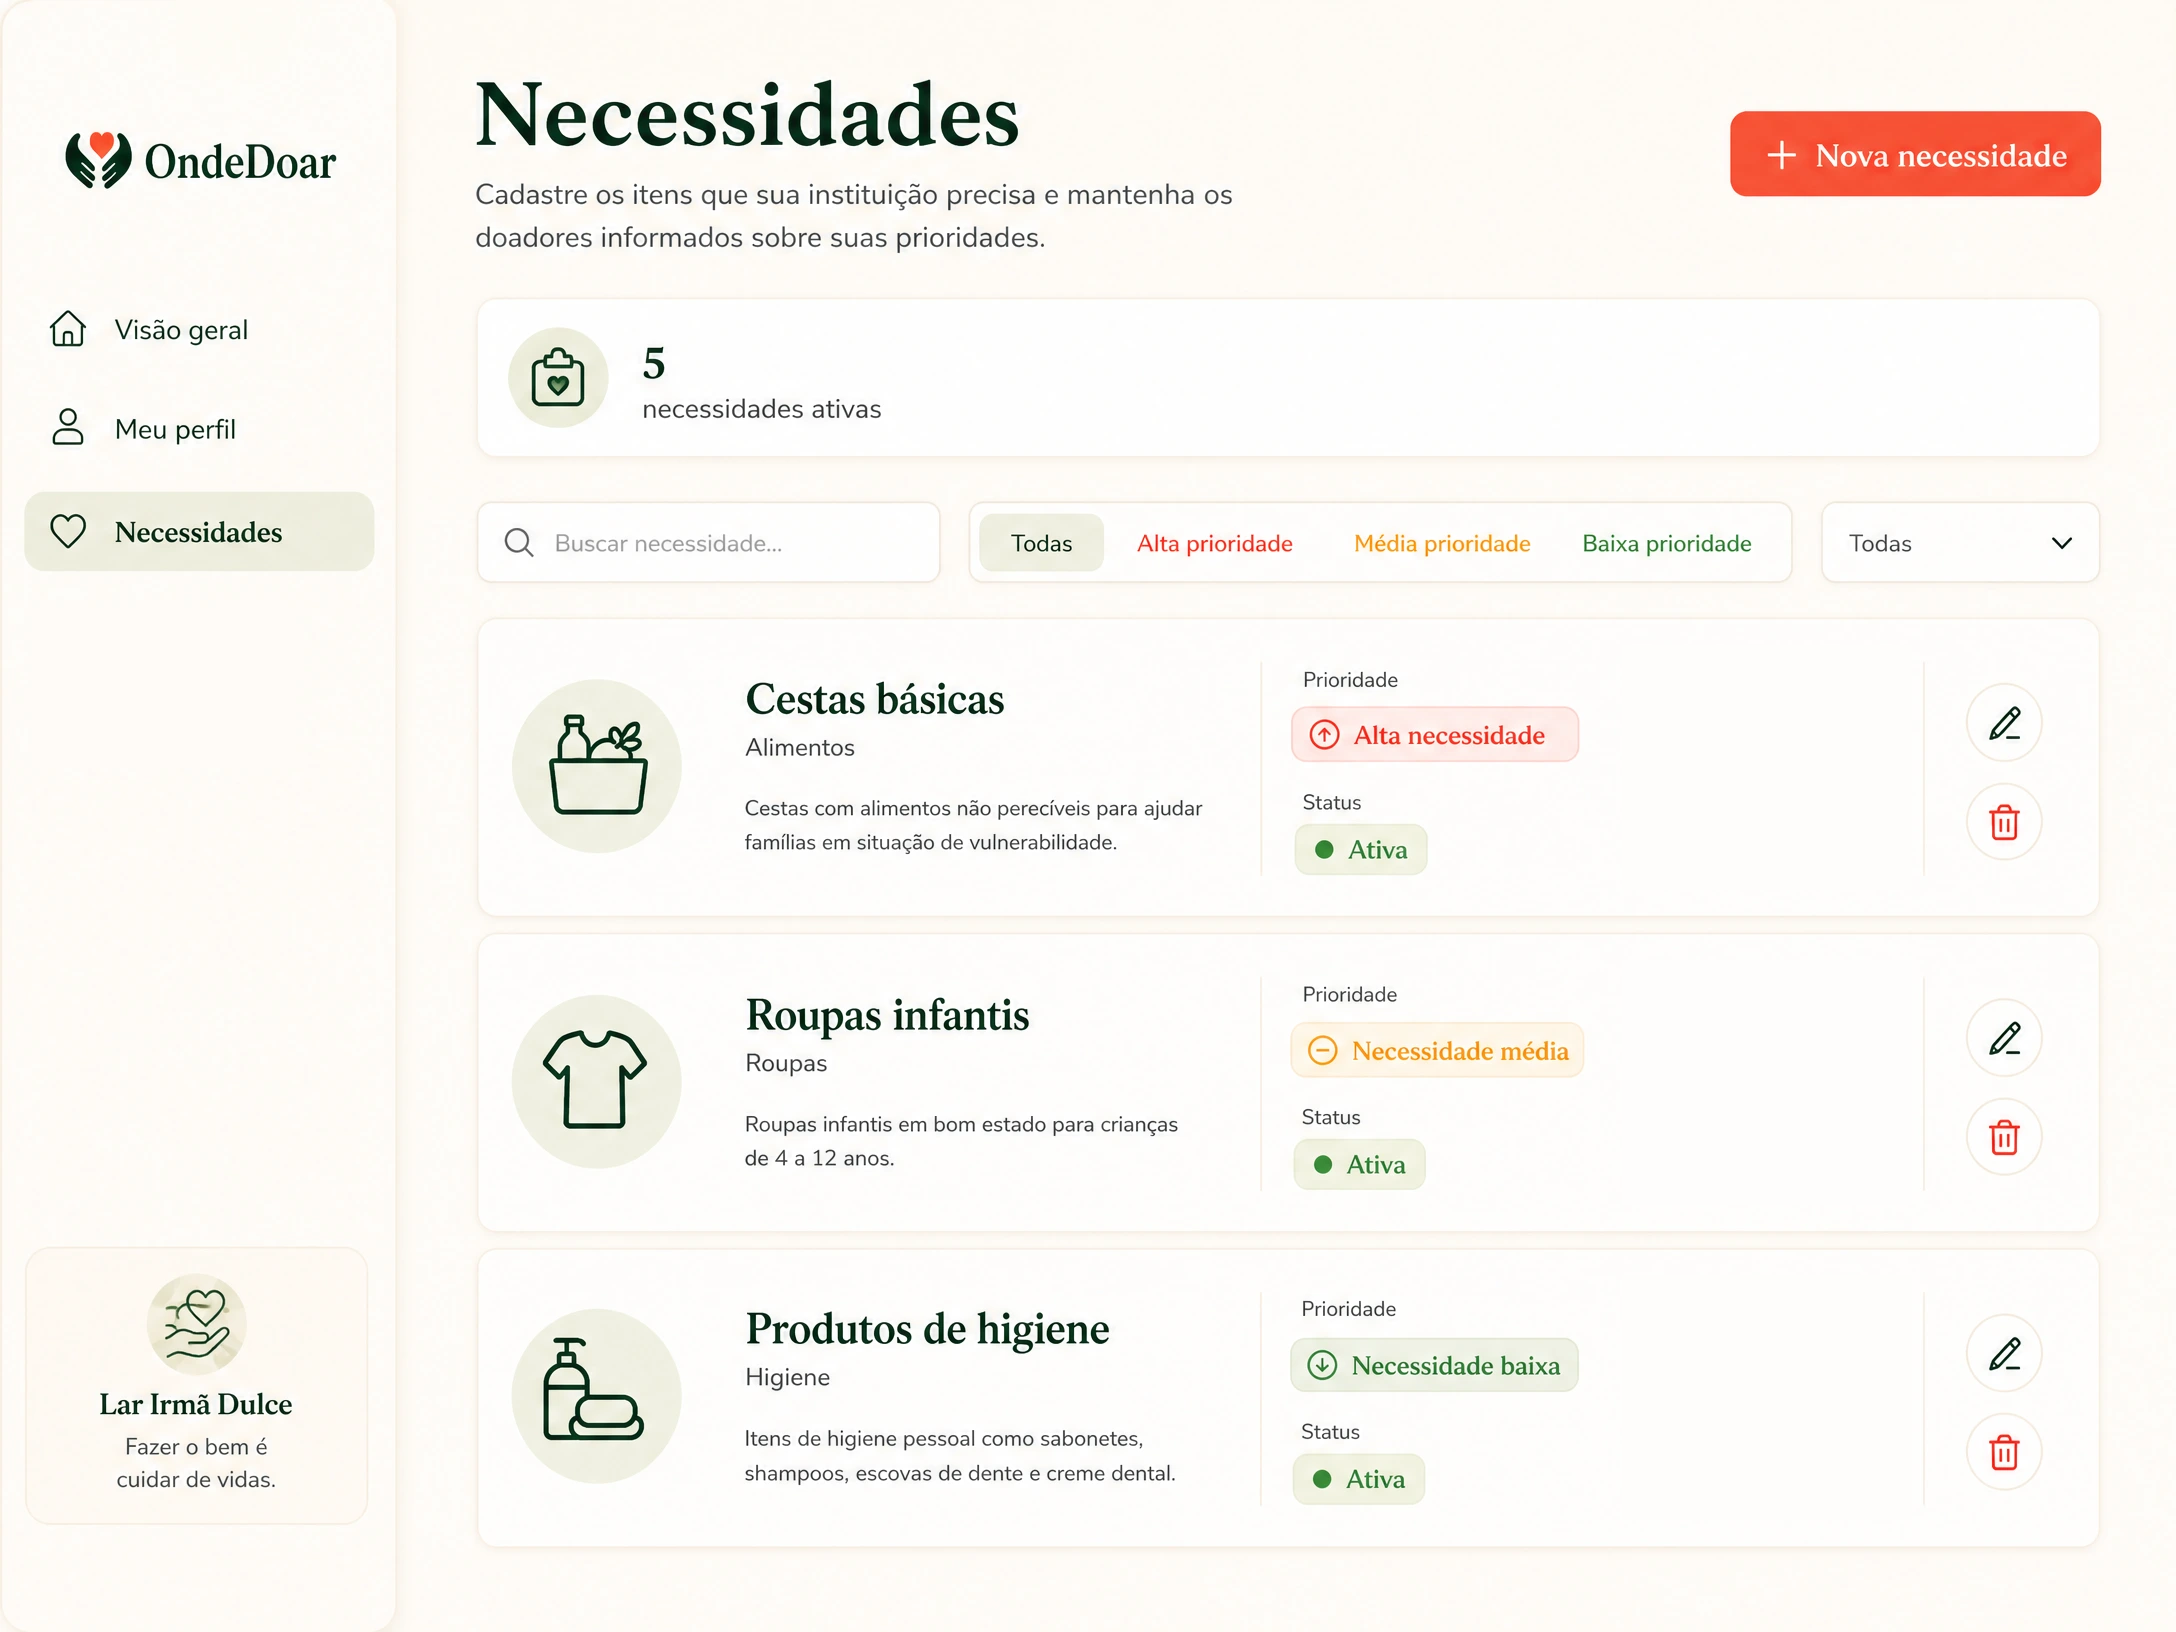 OndeDoar
Visão geral
Meu perfil
Necessidades
Lar Irmã Dulce
Fazer o bem é
cuidar de vidas.
Necessidades
Cadastre os itens que sua instituição precisa e mantenha os
doadores informados sobre suas prioridades.
+ Nova necessidade
5
necessidades ativas
Buscar necessidade...
Todas
Alta prioridade
Média prioridade
Baixa prioridade
Todas
Cestas básicas
Alimentos
Cestas com alimentos não perecíveis para ajudar
famílias em situação de vulnerabilidade.
Prioridade
Alta necessidade
Status
Ativa
Roupas infantis
Roupas
Roupas infantis em bom estado para crianças
de 4 a 12 anos.
Prioridade
Necessidade média
Status
Ativa
Produtos de higiene
Higiene
Itens de higiene pessoal como sabonetes,
shampoos, escovas de dente e creme dental.
Prioridade
Necessidade baixa
Status
Ativa